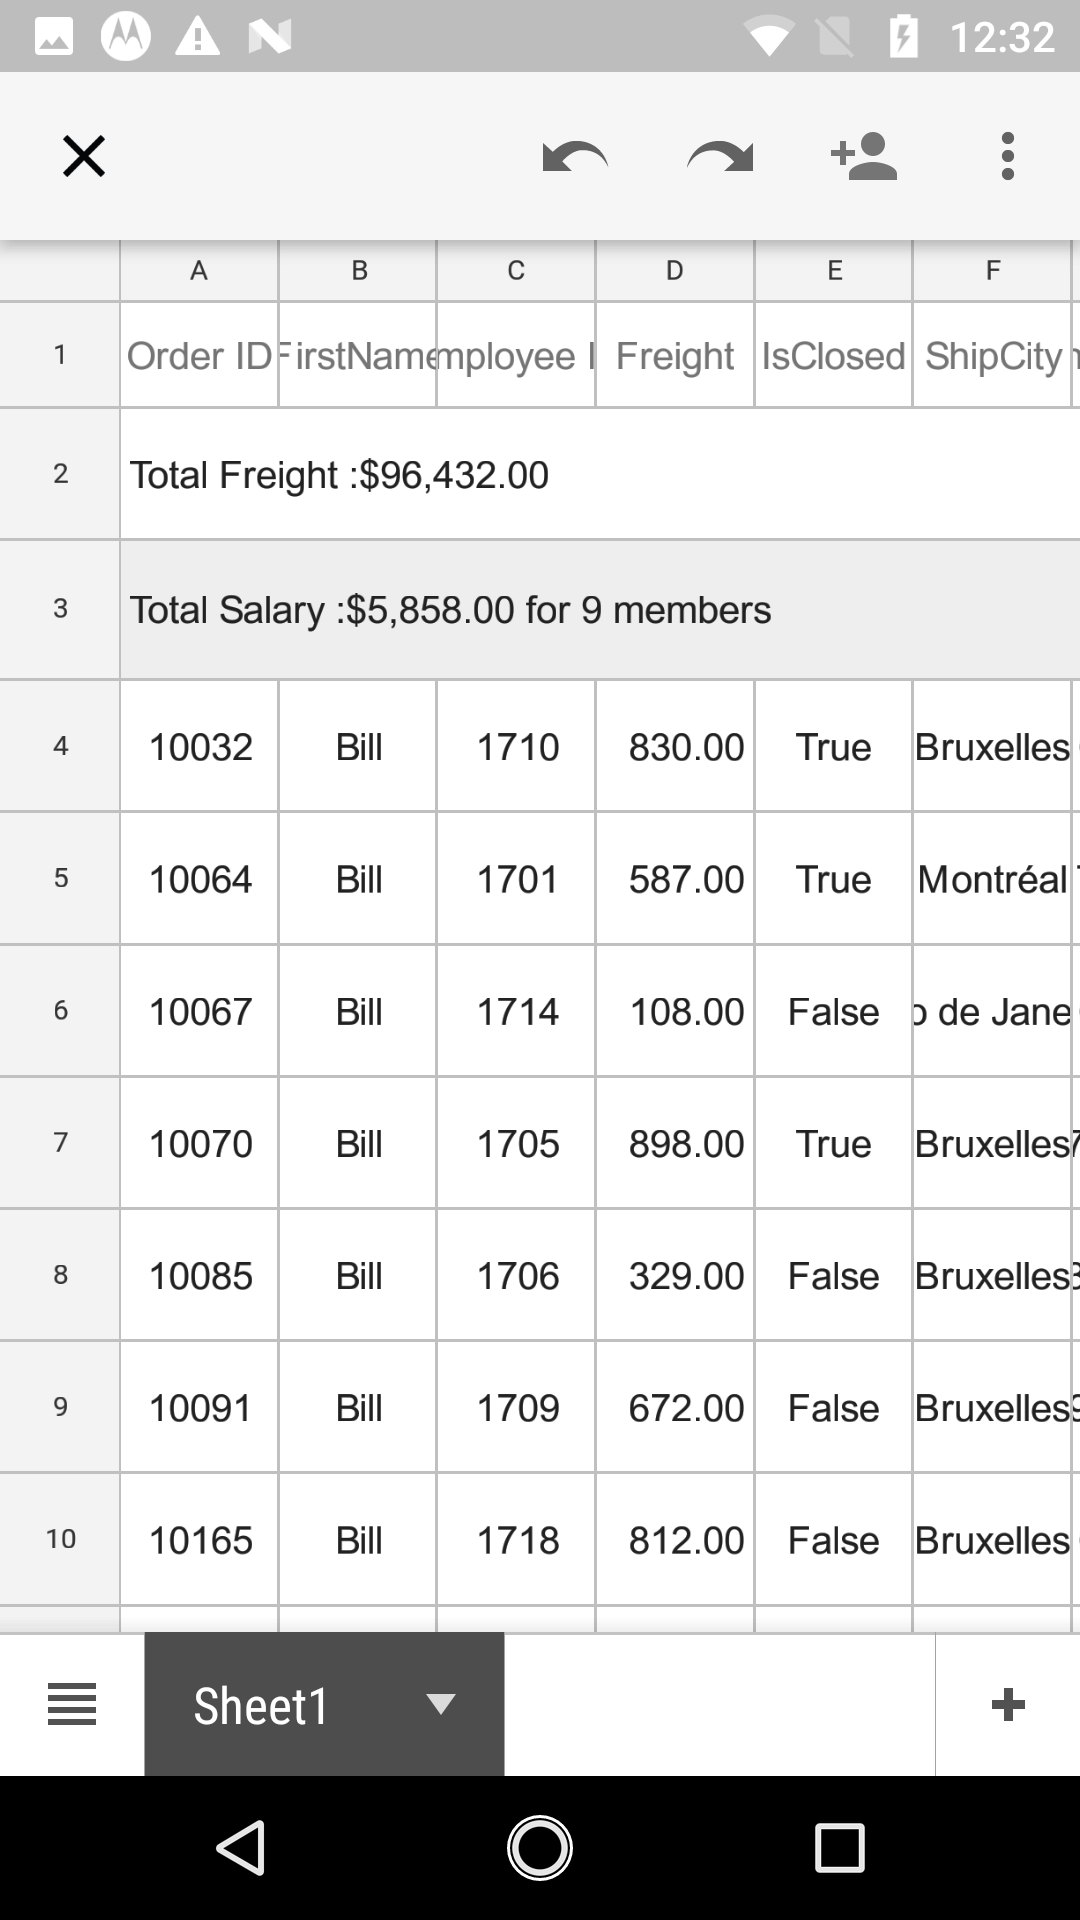 12:32
A B C D E F
1 Order ID FirstName mployee Freight IsClosed ShipCity
2 Total Freight :$96,432.00
3 Total Salary :$5,858.00 for 9 members
4 10032 Bill 1710 830.00 True Bruxelles
5 10064 Bill 1701 587.00 True Montréal
6 10067 Bill 1714 108.00 False o de Jane
7 10070 Bill 1705 898.00 True Bruxelles
8 10085 Bill 1706 329.00 False Bruxelles
9 10091 Bill 1709 672.00 False Bruxelles
10 10165 Bill 1718 812.00 False Bruxelles
Sheet1